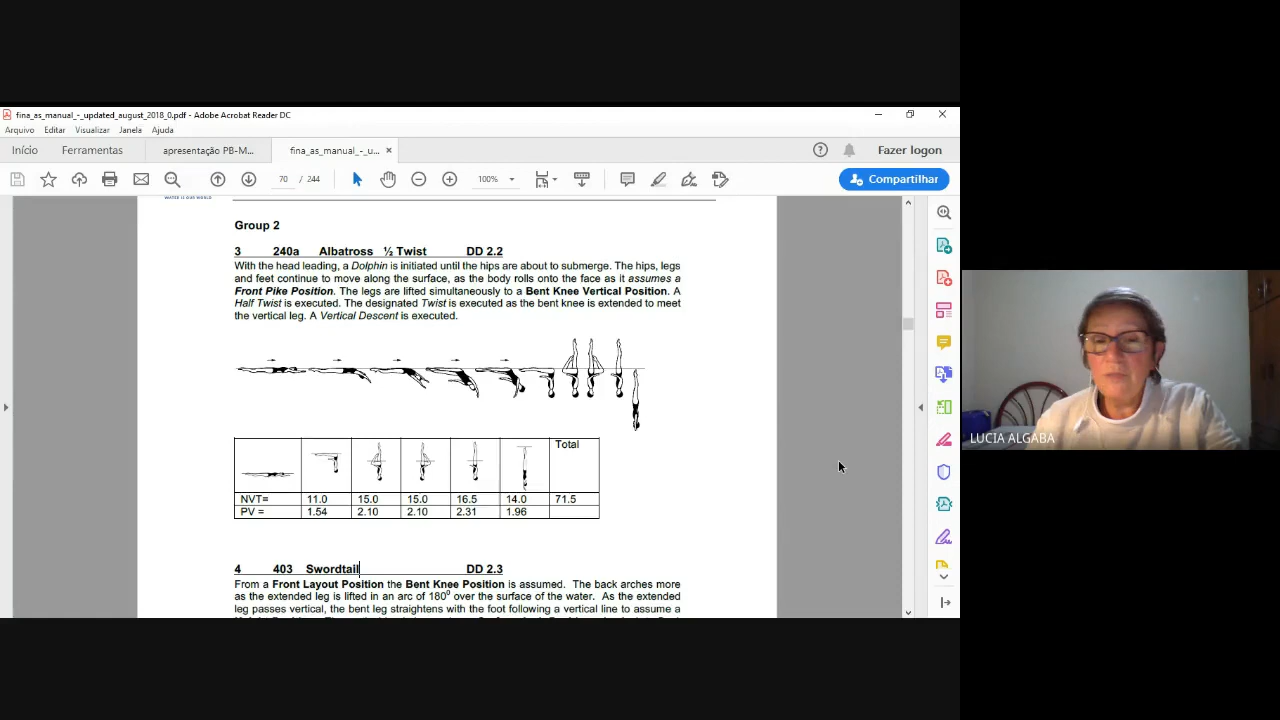 fina_as_manual_-_updated_august_2018_0.pdf - Adobe Acrobat Reader DC
Arquivo Editar Visualizar Janela Ajuda
Início Ferramentas apresentação PB-M... fina_as_manual_-_u... Fazer logon
70 / 244 100% Compartilhar
WATER IS OUR WORLD
Group 2
3 240a Albatross ½ Twist DD 2.2
With the head leading, a Dolphin is initiated until the hips are about to submerge. The hips, legs
and feet continue to move along the surface, as the body rolls onto the face as it assumes a
Front Pike Position. The legs are lifted simultaneously to a Bent Knee Vertical Position. A
Half Twist is executed. The designated Twist is executed as the bent knee is extended to meet
the vertical leg. A Vertical Descent is executed.
Total
NVT= 11.0 15.0 15.0 16.5 14.0 71.5
PV = 1.54 2.10 2.10 2.31 1.96
4 403 Swordtail DD 2.3
From a Front Layout Position the Bent Knee Position is assumed. The back arches more
as the extended leg is lifted in an arc of 180⁰ over the surface of the water. As the extended
leg passes vertical, the bent leg straightens with the foot following a vertical line to assume a
LUCIA ALGABA